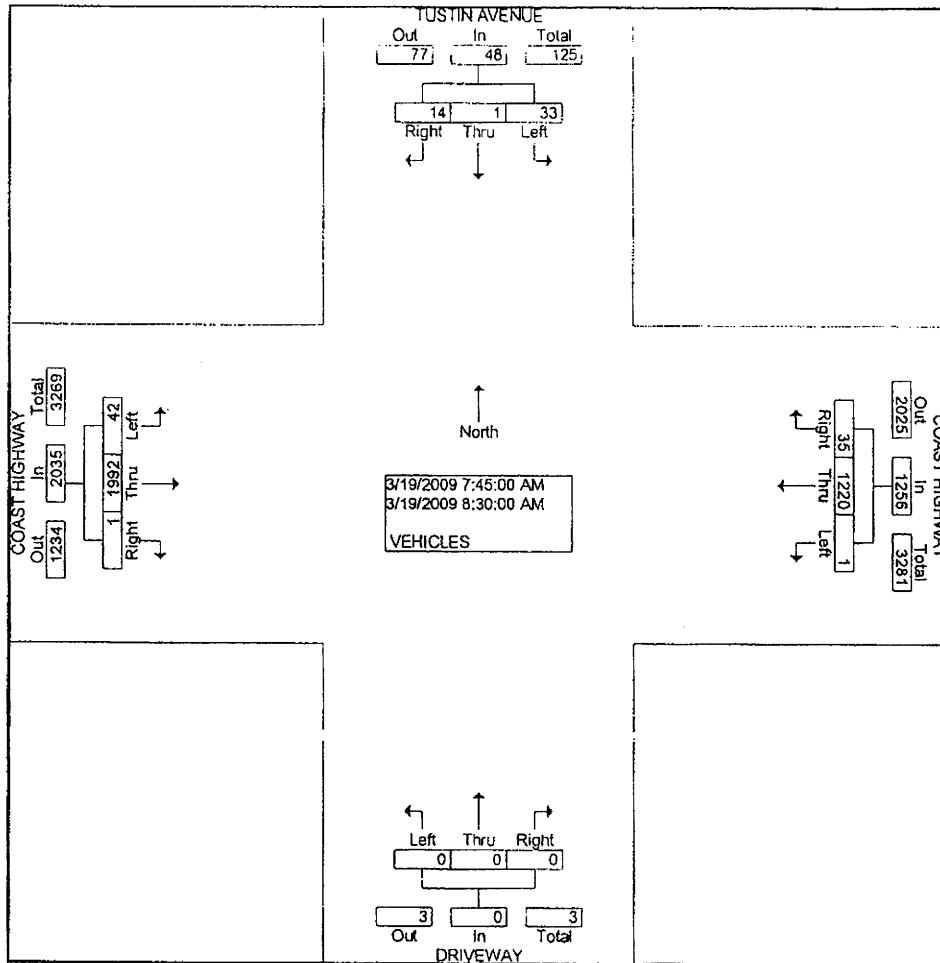 TUSTIN AVENUE
Out In Total
77 48 125
14 1 33
Right Thru Left
COAST HIGHWAY
Out In Total
1234 2035 3269
1 1992 42
Right Thru Left
North
3/19/2009 7:45:00 AM
3/19/2009 8:30:00 AM
VEHICLES
Right Thru Left
35 1220 1
Out In Total
2025 1256 3281
COAST HIGHWAY
Left Thru Right
0 0 0
3 0 3
Out In Total
DRIVEWAY